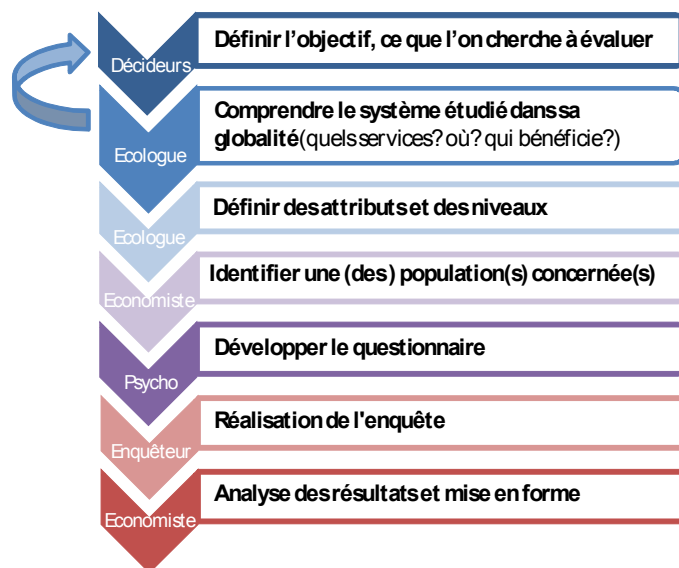 Définir l'objectif, ce que l'on cherche à évaluer
Décideurs
Comprendre le système étudié dans sa
globalité (quels services? où? qui bénéficie?)
Ecologue
Définir des attributs et des niveaux
Ecologue
Identifier une (des) population(s) concernée(s)
Economiste
Développer le questionnaire
Psycho
Réalisation de l'enquête
Enquêteur
Analyse des résultats et mise en forme
Economiste